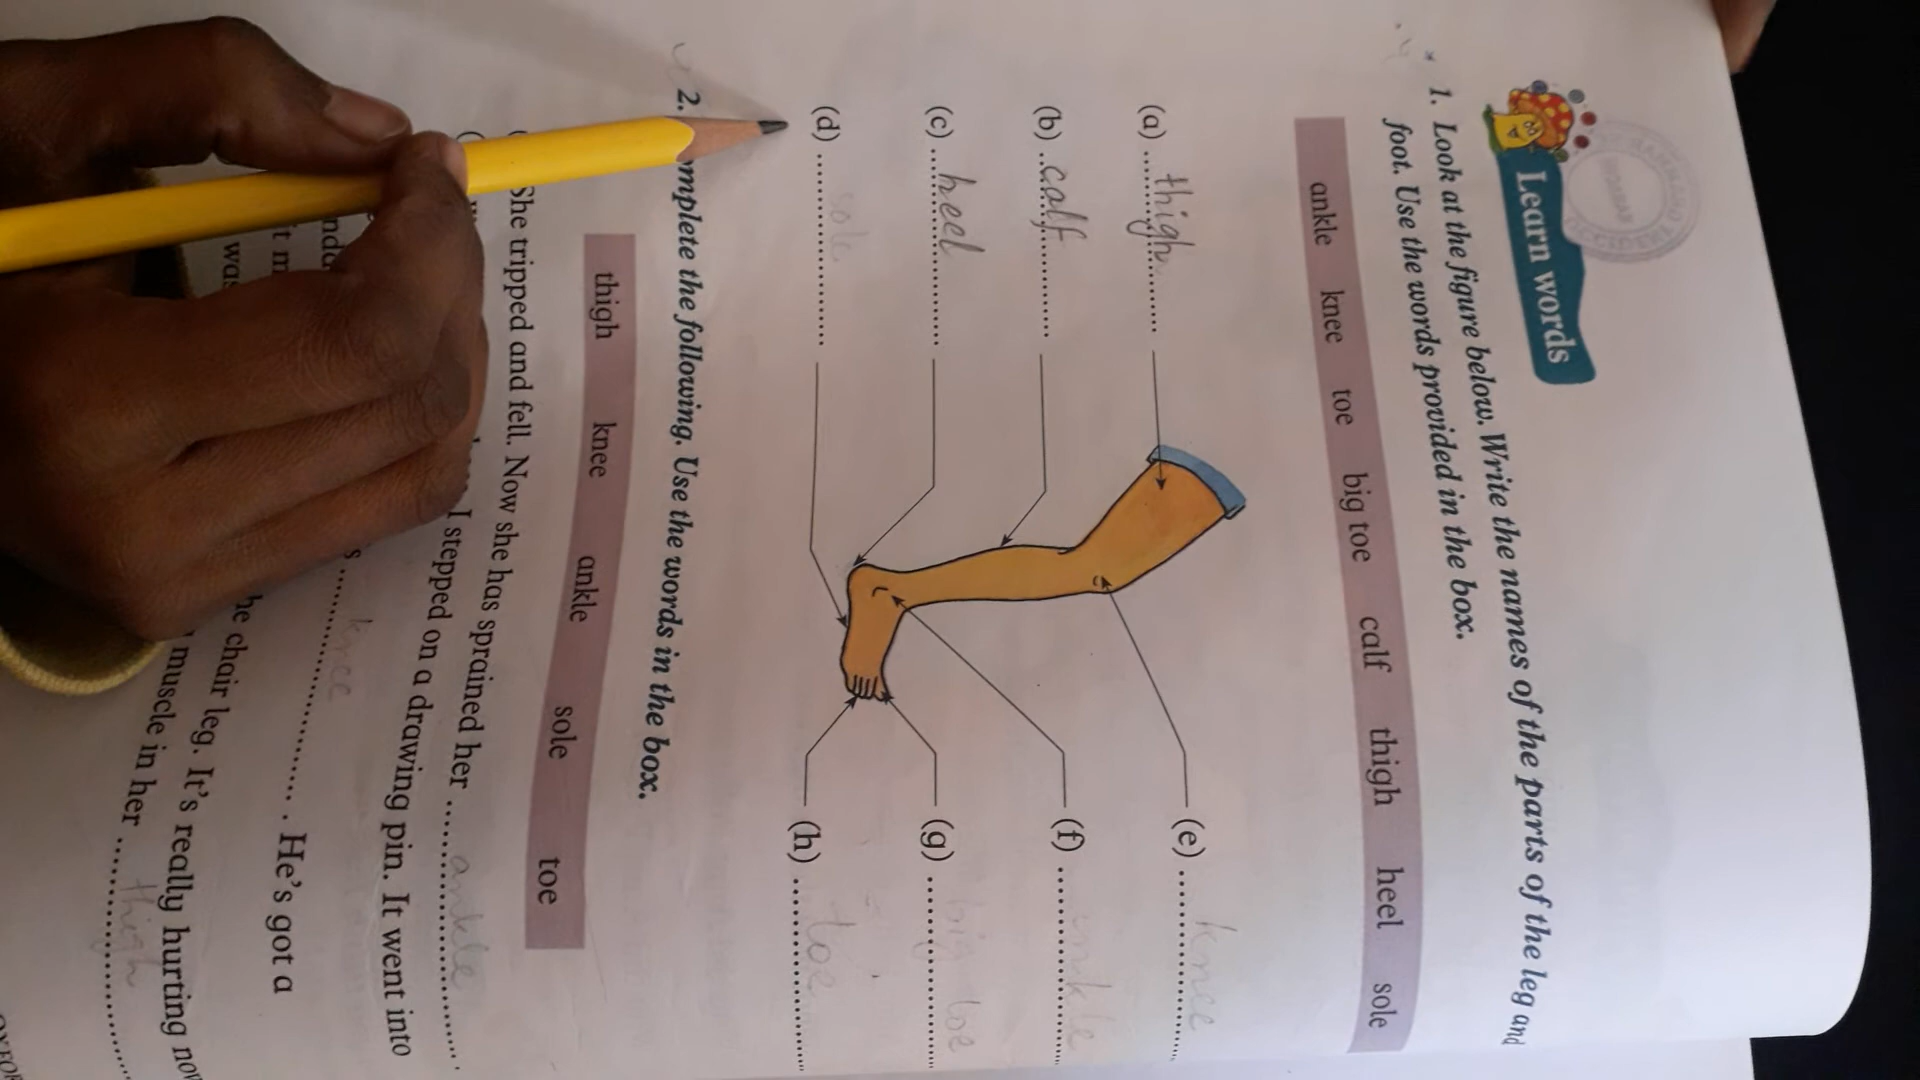 Learn words
1. Look at the figure below. Write the names of the parts of the leg and
foot. Use the words provided in the box.
ankle knee toe big toe calf thigh heel sole
(a) thigh
(b) calf
(c) heel
(d) sole
(e) knee
(f) ankle
(g) big toe
(h) toe
2. mplete the following. Use the words in the box.
thigh knee ankle sole toe
She tripped and fell. Now she has sprained her ankle
I stepped on a drawing pin. It went into
knee . He's got a
he chair leg. It's really hurting now
muscle in her thigh